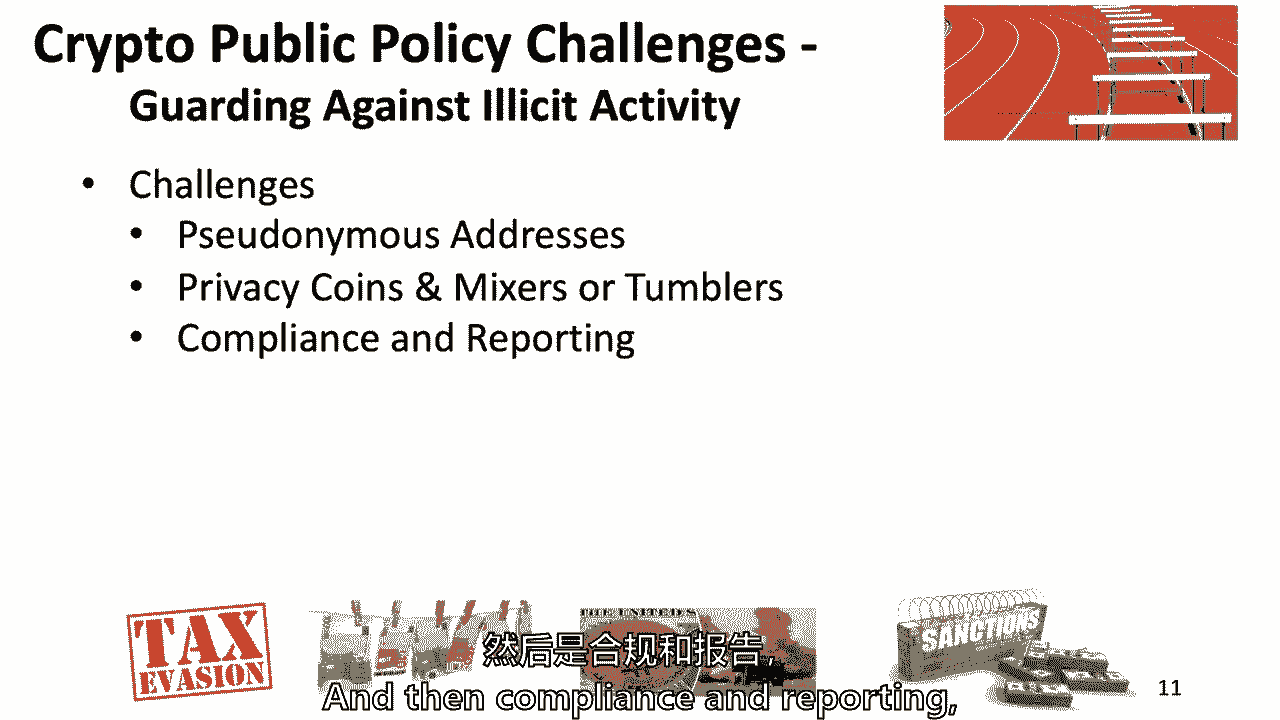 Crypto Public Policy Challenges -
Guarding Against Illicit Activity
• Challenges
• Pseudonymous Addresses
• Privacy Coins & Mixers or Tumblers
• Compliance and Reporting
TAX
EVASION
THE UNITED S
SANCTIONS
然后是合规和报告,
And then compliance and reporting,
11